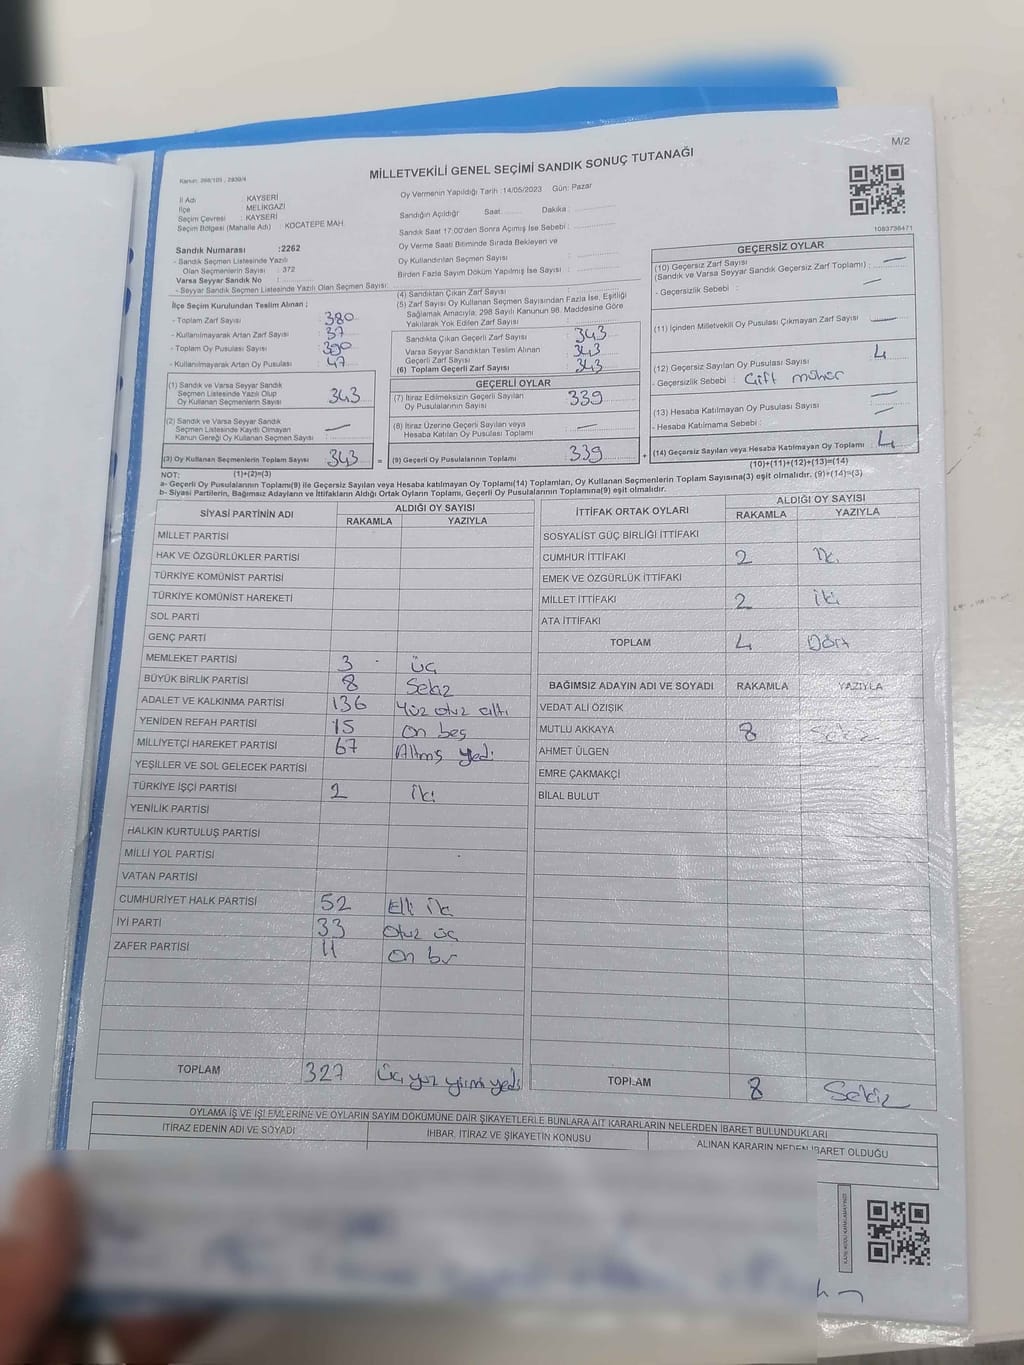 M/2
MİLLETVEKİLİ GENEL SEÇİMİ SANDIK SONUÇ TUTANAĞI
Kanun: 298/105 ; 2839/4
İl Adı : KAYSERİ
İlçe : MELİKGAZİ
Seçim Çevresi : KAYSERİ
Seçim Bölgesi (Mahalle Adı) : KOCATEPE MAH.
Oy Vermenin Yapıldığı Tarih :14/05/2023 Gün: Pazar
Sandığın Açıldığı Saat Dakika :
Sandık Saat 17:00'den Sonra Açılmış İse Sebebi :
Oy Verme Saati Bitiminde Sırada Bekleyen ve
Oy Kullandırılan Seçmen Sayısı :
Birden Fazla Sayım Döküm Yapılmış İse Sayısı :
1083736471
Sandık Numarası :2262
- Sandık Seçmen Listesinde Yazılı
Olan Seçmenlerin Sayısı : 372
Varsa Seyyar Sandık No :
- Seyyar Sandık Seçmen Listesinde Yazılı Olan Seçmen Sayısı:
İlçe Seçim Kurulundan Teslim Alınan ;
- Toplam Zarf Sayısı : 380
- Kullanılmayarak Artan Zarf Sayısı : 37
- Toplam Oy Pusulası Sayısı : 390
- Kullanılmayarak Artan Oy Pusulası : 47
(1) Sandık ve Varsa Seyyar Sandık
Seçmen Listesinde Yazılı Olup
Oy Kullanan Seçmenlerin Sayısı : 343
(2) Sandık ve Varsa Seyyar Sandık
Seçmen Listesinde Kayıtlı Olmayan
Kanun Gereği Oy Kullanan Seçmen Sayısı : —
(3) Oy Kullanan Seçmenlerin Toplam Sayısı : 343
(1)+(2)=(3)
(4) Sandıktan Çıkan Zarf Sayısı :
(5) Zarf Sayısı Oy Kullanan Seçmen Sayısından Fazla İse, Eşitliği
Sağlamak Amacıyla, 298 Sayılı Kanunun 98. Maddesine Göre
Yakılarak Yok Edilen Zarf Sayısı :
Sandıkta Çıkan Geçerli Zarf Sayısı : 343
Varsa Seyyar Sandıktan Teslim Alınan
Geçerli Zarf Sayısı : 343
(6) Toplam Geçerli Zarf Sayısı : 343
GEÇERLİ OYLAR
(7) İtiraz Edilmeksizin Geçerli Sayılan
Oy Pusulalarının Sayısı : 339
(8) İtiraz Üzerine Geçerli Sayılan veya
Hesaba Katılan Oy Pusulası Toplamı : —
= (9) Geçerli Oy Pusulalarının Toplamı : 339
GEÇERSİZ OYLAR
(10) Geçersiz Zarf Sayısı
(Sandık ve Varsa Seyyar Sandık Geçersiz Zarf Toplamı) : —
- Geçersizlik Sebebi : —
(11) İçinden Milletvekili Oy Pusulası Çıkmayan Zarf Sayısı : —
(12) Geçersiz Sayılan Oy Pusulası Sayısı : 4
- Geçersizlik Sebebi : Çift mühür
(13) Hesaba Katılmayan Oy Pusulası Sayısı : —
- Hesaba Katılmama Sebebi : —
+ (14) Geçersiz Sayılan veya Hesaba Katılmayan Oy Toplamı : 4
(10)+(11)+(12)+(13)=(14)
NOT:
a- Geçerli Oy Pusulalarının Toplamı(9) ile Geçersiz Sayılan veya Hesaba katılmayan Oy Toplamı(14) Toplamları, Oy Kullanan Seçmenlerin Toplam Sayısına(3) eşit olmalıdır. (9)+(14)=(3)
b- Siyasi Partilerin, Bağımsız Adayların ve İttifakların Aldığı Ortak Oyların Toplamı, Geçerli Oy Pusulalarının Toplamına(9) eşit olmalıdır.
SİYASİ PARTİNİN ADI ALDIĞI OY SAYISI
RAKAMLA YAZIYLA
MİLLET PARTİSİ
HAK VE ÖZGÜRLÜKLER PARTİSİ
TÜRKİYE KOMÜNİST PARTİSİ
TÜRKİYE KOMÜNİST HAREKETİ
SOL PARTİ
GENÇ PARTİ
MEMLEKET PARTİSİ 3 üç
BÜYÜK BİRLİK PARTİSİ 8 Sekiz
ADALET VE KALKINMA PARTİSİ 136 Yüz otuz altı
YENİDEN REFAH PARTİSİ 15 on beş
MİLLİYETÇİ HAREKET PARTİSİ 67 Altmış yedi
YEŞİLLER VE SOL GELECEK PARTİSİ
TÜRKİYE İŞÇİ PARTİSİ 2 iki
YENİLİK PARTİSİ
HALKIN KURTULUŞ PARTİSİ
MİLLİ YOL PARTİSİ
VATAN PARTİSİ
CUMHURİYET HALK PARTİSİ 52 Elli iki
İYİ PARTİ 33 Otuz üç
ZAFER PARTİSİ 11 on bir
TOPLAM 327 üç yüz yirmi yedi
İTTİFAK ORTAK OYLARI ALDIĞI OY SAYISI
RAKAMLA YAZIYLA
SOSYALİST GÜÇ BİRLİĞİ İTTİFAKI
CUMHUR İTTİFAKI 2 İki
EMEK VE ÖZGÜRLÜK İTTİFAKI
MİLLET İTTİFAKI 2 iki
ATA İTTİFAKI
TOPLAM 4 Dört
BAĞIMSIZ ADAYIN ADI VE SOYADI RAKAMLA YAZIYLA
VEDAT ALİ ÖZIŞIK
MUTLU AKKAYA 8 Sekiz
AHMET ÜLGEN
EMRE ÇAKMAKÇİ
BİLAL BULUT
TOPLAM 8 Sekiz
OYLAMA İŞ VE İŞLEMLERİNE VE OYLARIN SAYIM DÖKÜMÜNE DAİR ŞİKAYETLERLE BUNLARA AİT KARARLARIN NELERDEN İBARET BULUNDUKLARI
İTİRAZ EDENİN ADI VE SOYADI İHBAR, İTİRAZ VE ŞİKAYETİN KONUSU ALINAN KARARIN NEDEN İBARET OLDUĞU